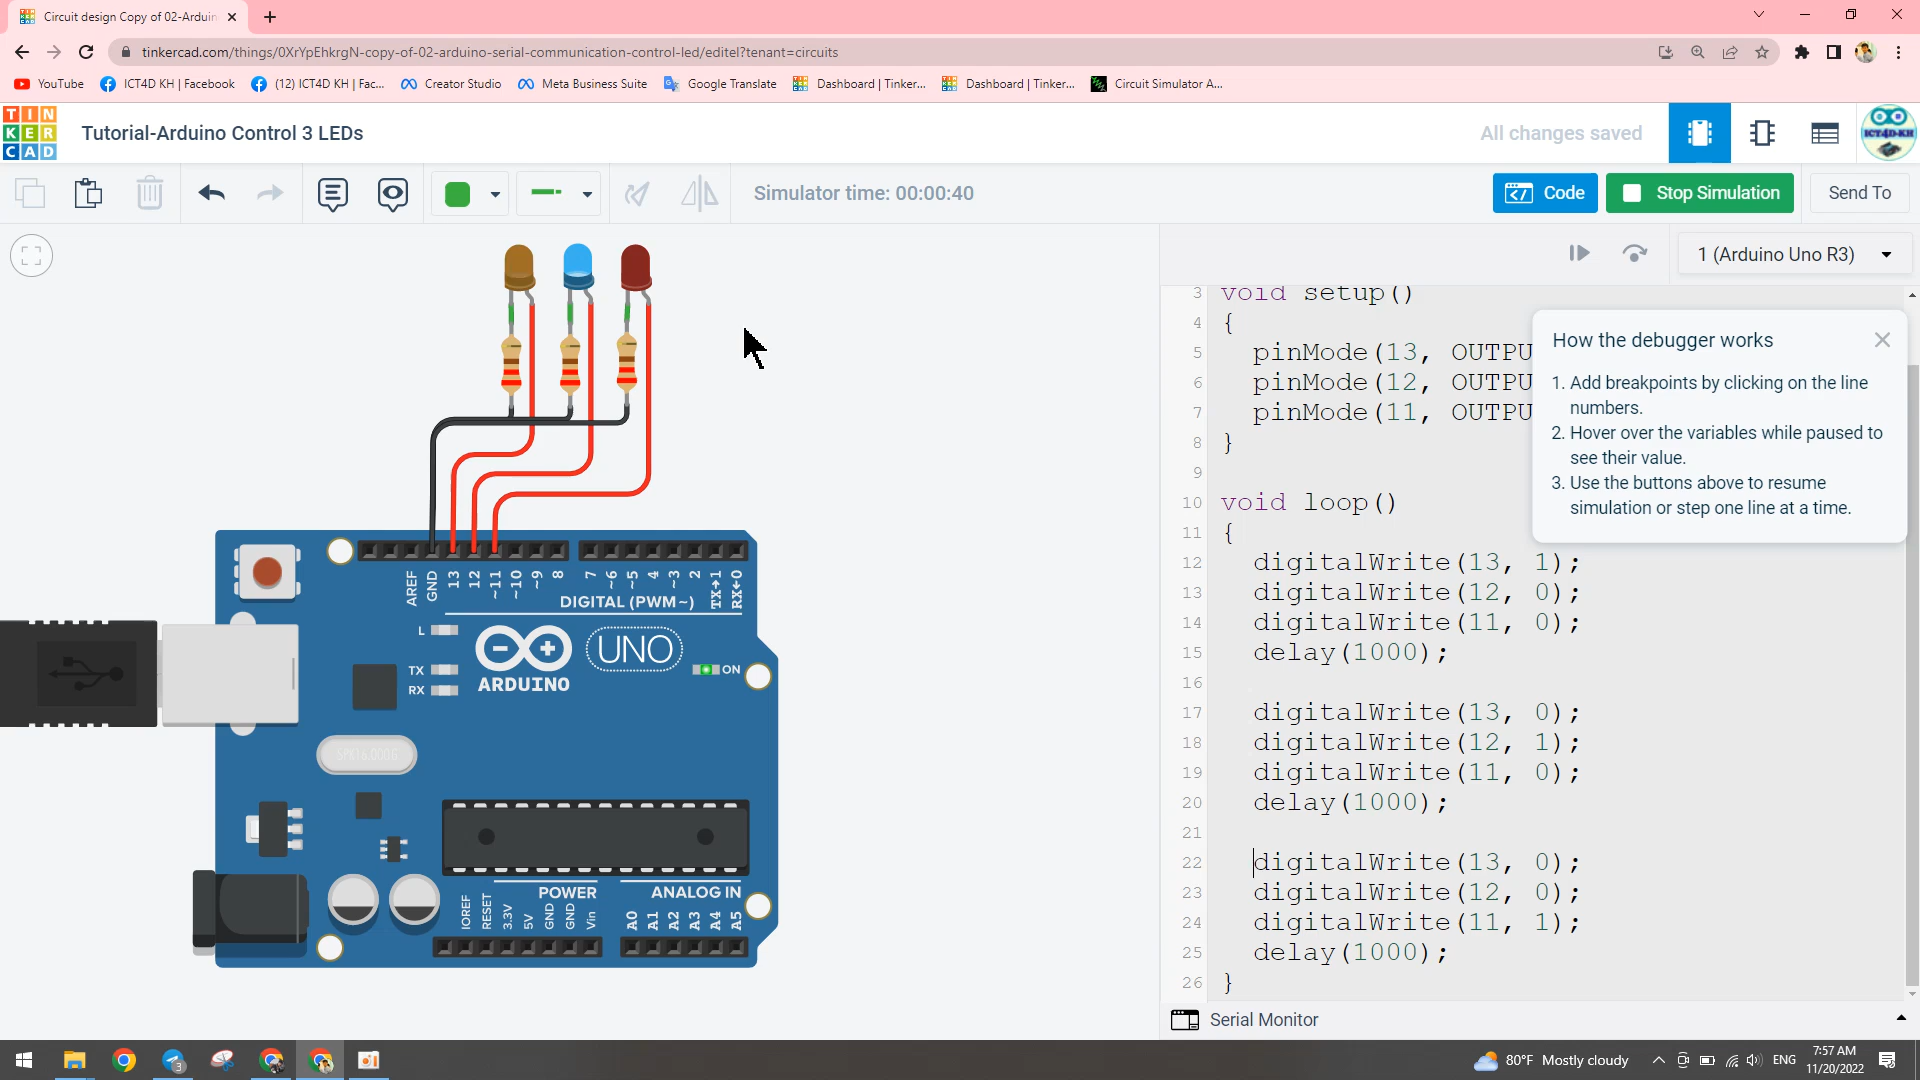 Circuit design Copy of 02-Arduin
tinkercad.com/things/0XrYpEhkrgN-copy-of-02-arduino-serial-communication-control-led/editel?tenant=circuits
YouTube
ICT4D KH | Facebook
(12) ICT4D KH | Fac...
Creator Studio
Meta Business Suite
Google Translate
Dashboard | Tinker...
Dashboard | Tinker...
Circuit Simulator A...
TIN
KER
CAD
Tutorial-Arduino Control 3 LEDs
All changes saved
ICT4D-KH
Simulator time: 00:00:40
Code
Stop Simulation
Send To
1 (Arduino Uno R3)
3 void setup()
4 {
5 pinMode(13, OUTPU
6 pinMode(12, OUTPU
7 pinMode(11, OUTPU
8 }
9
10 void loop()
11 {
12 digitalWrite(13, 1);
13 digitalWrite(12, 0);
14 digitalWrite(11, 0);
15 delay(1000);
16
17 digitalWrite(13, 0);
18 digitalWrite(12, 1);
19 digitalWrite(11, 0);
20 delay(1000);
21
22 digitalWrite(13, 0);
23 digitalWrite(12, 0);
24 digitalWrite(11, 1);
25 delay(1000);
26 }
How the debugger works
1. Add breakpoints by clicking on the line
numbers.
2. Hover over the variables while paused to
see their value.
3. Use the buttons above to resume
simulation or step one line at a time.
AREF
GND
13
12
~11
~10
~9
8
7
~6
~5
4
~3
2
TX→1
RX←0
DIGITAL (PWM~)
L
TX
RX
UNO
ARDUINO
ON
POWER
ANALOG IN
IOREF
RESET
3.3V
5V
GND
GND
Vin
A0
A1
A2
A3
A4
A5
Serial Monitor
3
80°F Mostly cloudy
ENG
7:57 AM
11/20/2022